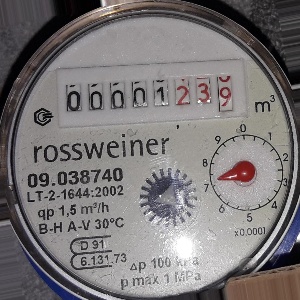 00001239 m³
rossweiner
09.038740
LT-2-1644:2002
qp 1,5 m³/h
B-H A-V 30°C
D 91
6.131.73
Δp 100 kPa
p max 1 MPa
0 1 2 3 4 5 6 7 8 9
x0,0001